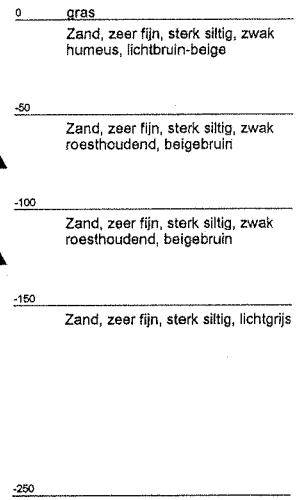 0 gras
Zand, zeer fijn, sterk siltig, zwak
humeus, lichtbruin-beige
-50
Zand, zeer fijn, sterk siltig, zwak
roesthoudend, beigebruin
-100
Zand, zeer fijn, sterk siltig, zwak
roesthoudend, beigebruin
-150
Zand, zeer fijn, sterk siltig, lichtgrijs
-250